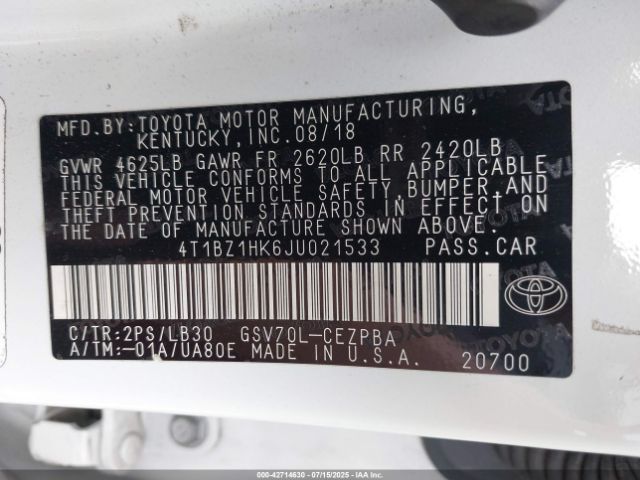 MFD.BY:TOYOTA MOTOR MANUFACTURING,
KENTUCKY,INC.08/18
GVWR 4625LB GAWR FR 2620LB RR 2420LB
THIS VEHICLE CONFORMS TO ALL APPLICABLE
FEDERAL MOTOR VEHICLE SAFETY,BUMPER,AND
THEFT PREVENTION STANDARDS IN EFFECT ON
THE DATE OF MANUFACTURE SHOWN ABOVE.
4T1BZ1HK6JU021533 PASS.CAR
C/TR:2PS/LB30 GSV70L-CEZPBA
A/TM:-01A/UA80E MADE IN U.S.A. 20700
000-42714630 | 07/15/2025 | IAA